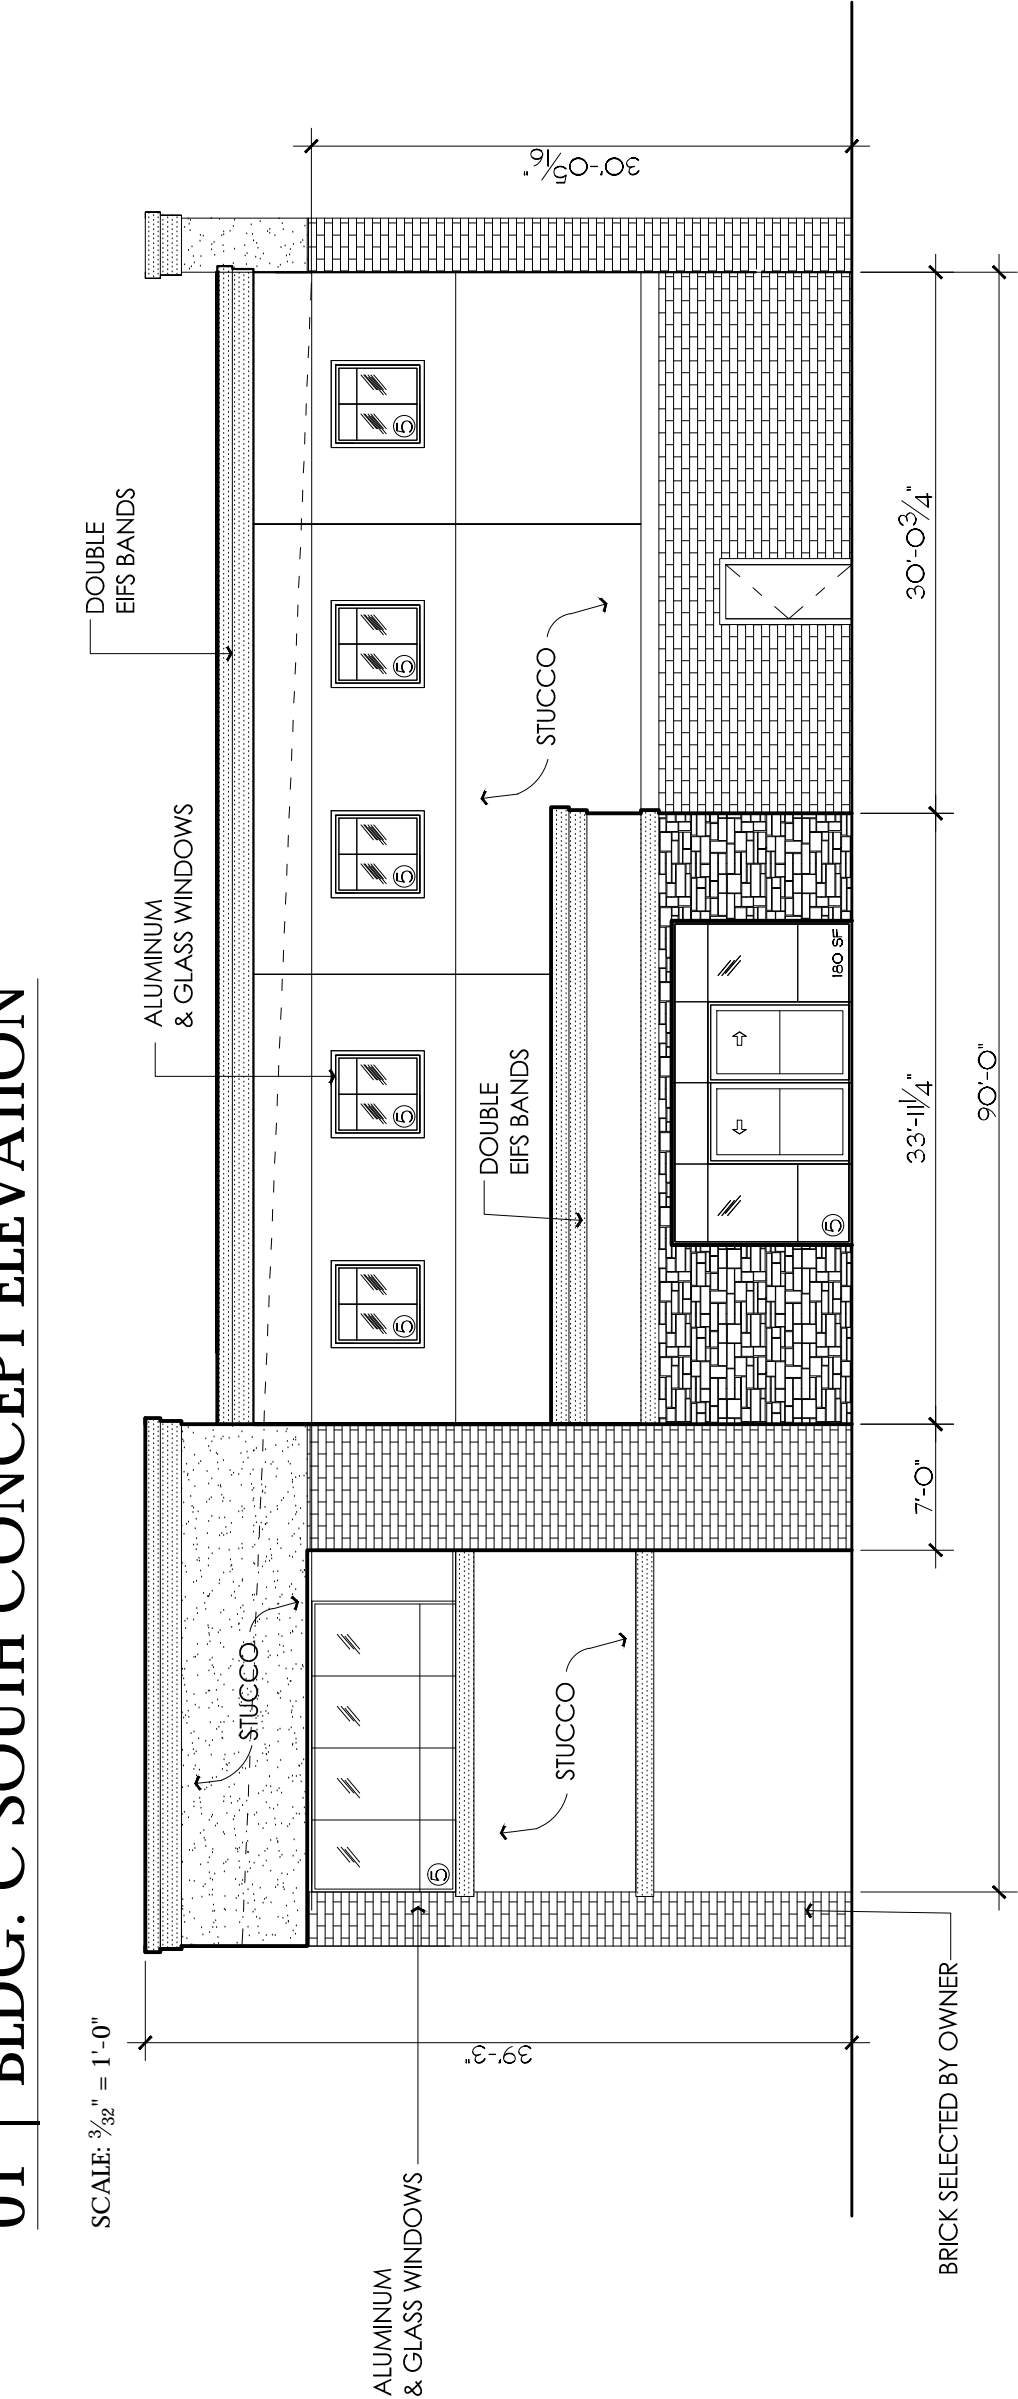 01 BLDG. C SOUTH CONCEPT ELEVATION
SCALE: 3/32" = 1'-0"
DOUBLE
EIFS BANDS
ALUMINUM
& GLASS WINDOWS
STUCCO
STUCCO
STUCCO
DOUBLE
EIFS BANDS
ALUMINUM
& GLASS WINDOWS
BRICK SELECTED BY OWNER
5
5
5
5
5
5
5
180 SF
39'-3"
30'-0 5/16"
7'-0"
33'-11 1/4"
30'-0 3/4"
90'-0"